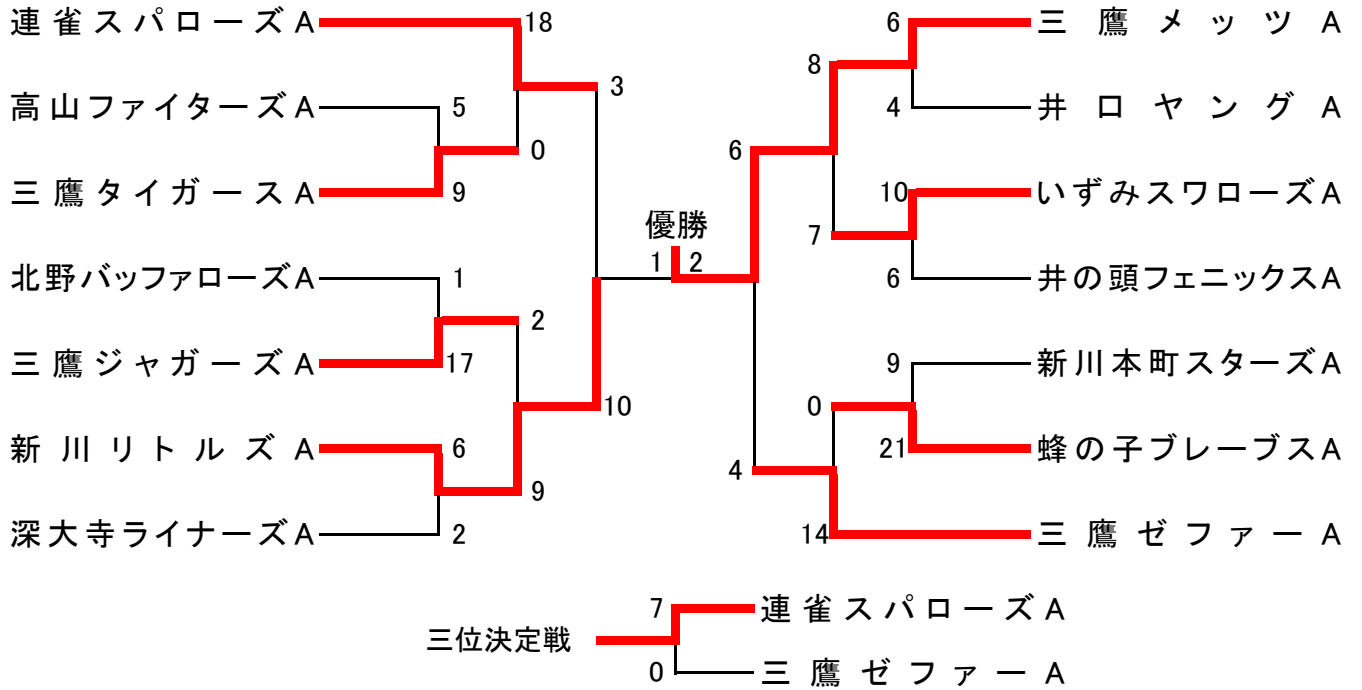 連雀スパローズA 18 6 三鷹メッツA
3 8
高山ファイターズA 5 4 井口ヤングA
0 6
三鷹タイガースA 9 10 いずみスワローズA
優勝 7
1 2
北野バッファローズA 1 6 井の頭フェニックスA
2
三鷹ジャガーズA 17 9 新川本町スターズA
10 0
新川リトルズA 6 21 蜂の子ブレーブスA
9 4
深大寺ライナーズA 2 14 三鷹ゼファーA
7 連雀スパローズA
三位決定戦
0 三鷹ゼファーA